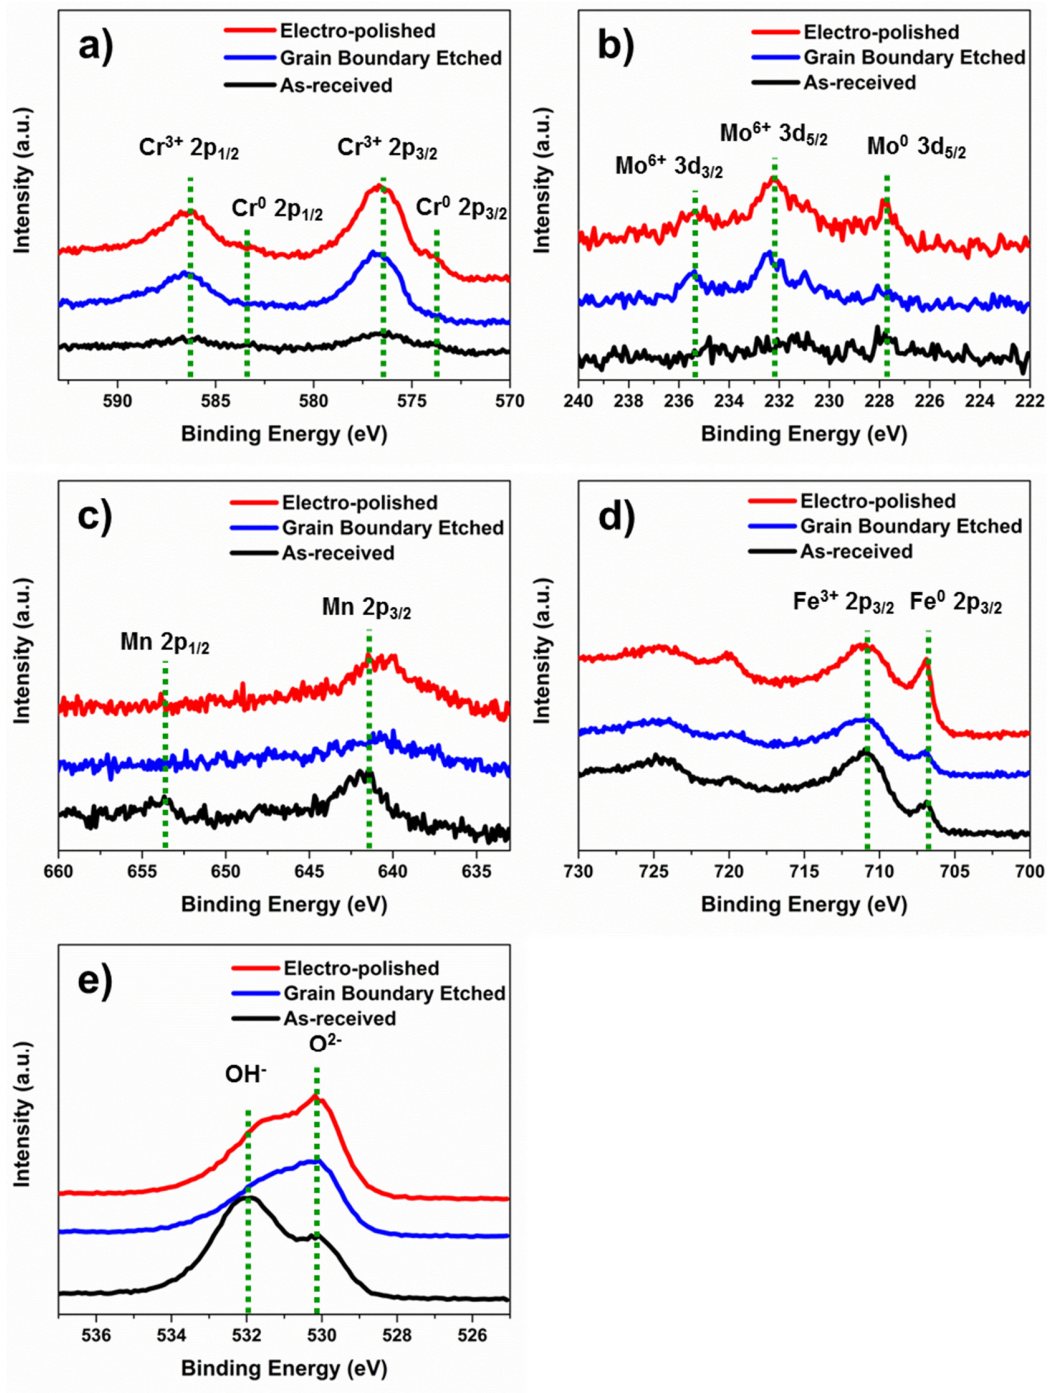 a)
Electro-polished
Grain Boundary Etched
As-received
Cr³⁺ 2p₁/₂
Cr³⁺ 2p₃/₂
Cr⁰ 2p₁/₂
Cr⁰ 2p₃/₂
Intensity (a.u.)
590 585 580 575 570
Binding Energy (eV)
b)
Electro-polished
Grain Boundary Etched
As-received
Mo⁶⁺ 3d₅/₂
Mo⁶⁺ 3d₃/₂
Mo⁰ 3d₅/₂
Intensity (a.u.)
240 238 236 234 232 230 228 226 224 222
Binding Energy (eV)
c)
Electro-polished
Grain Boundary Etched
As-received
Mn 2p₃/₂
Mn 2p₁/₂
Intensity (a.u.)
660 655 650 645 640 635
Binding Energy (eV)
d)
Electro-polished
Grain Boundary Etched
As-received
Fe³⁺ 2p₃/₂
Fe⁰ 2p₃/₂
Intensity (a.u.)
730 725 720 715 710 705 700
Binding Energy (eV)
e)
Electro-polished
Grain Boundary Etched
As-received
O²⁻
OH⁻
Intensity (a.u.)
536 534 532 530 528 526
Binding Energy (eV)